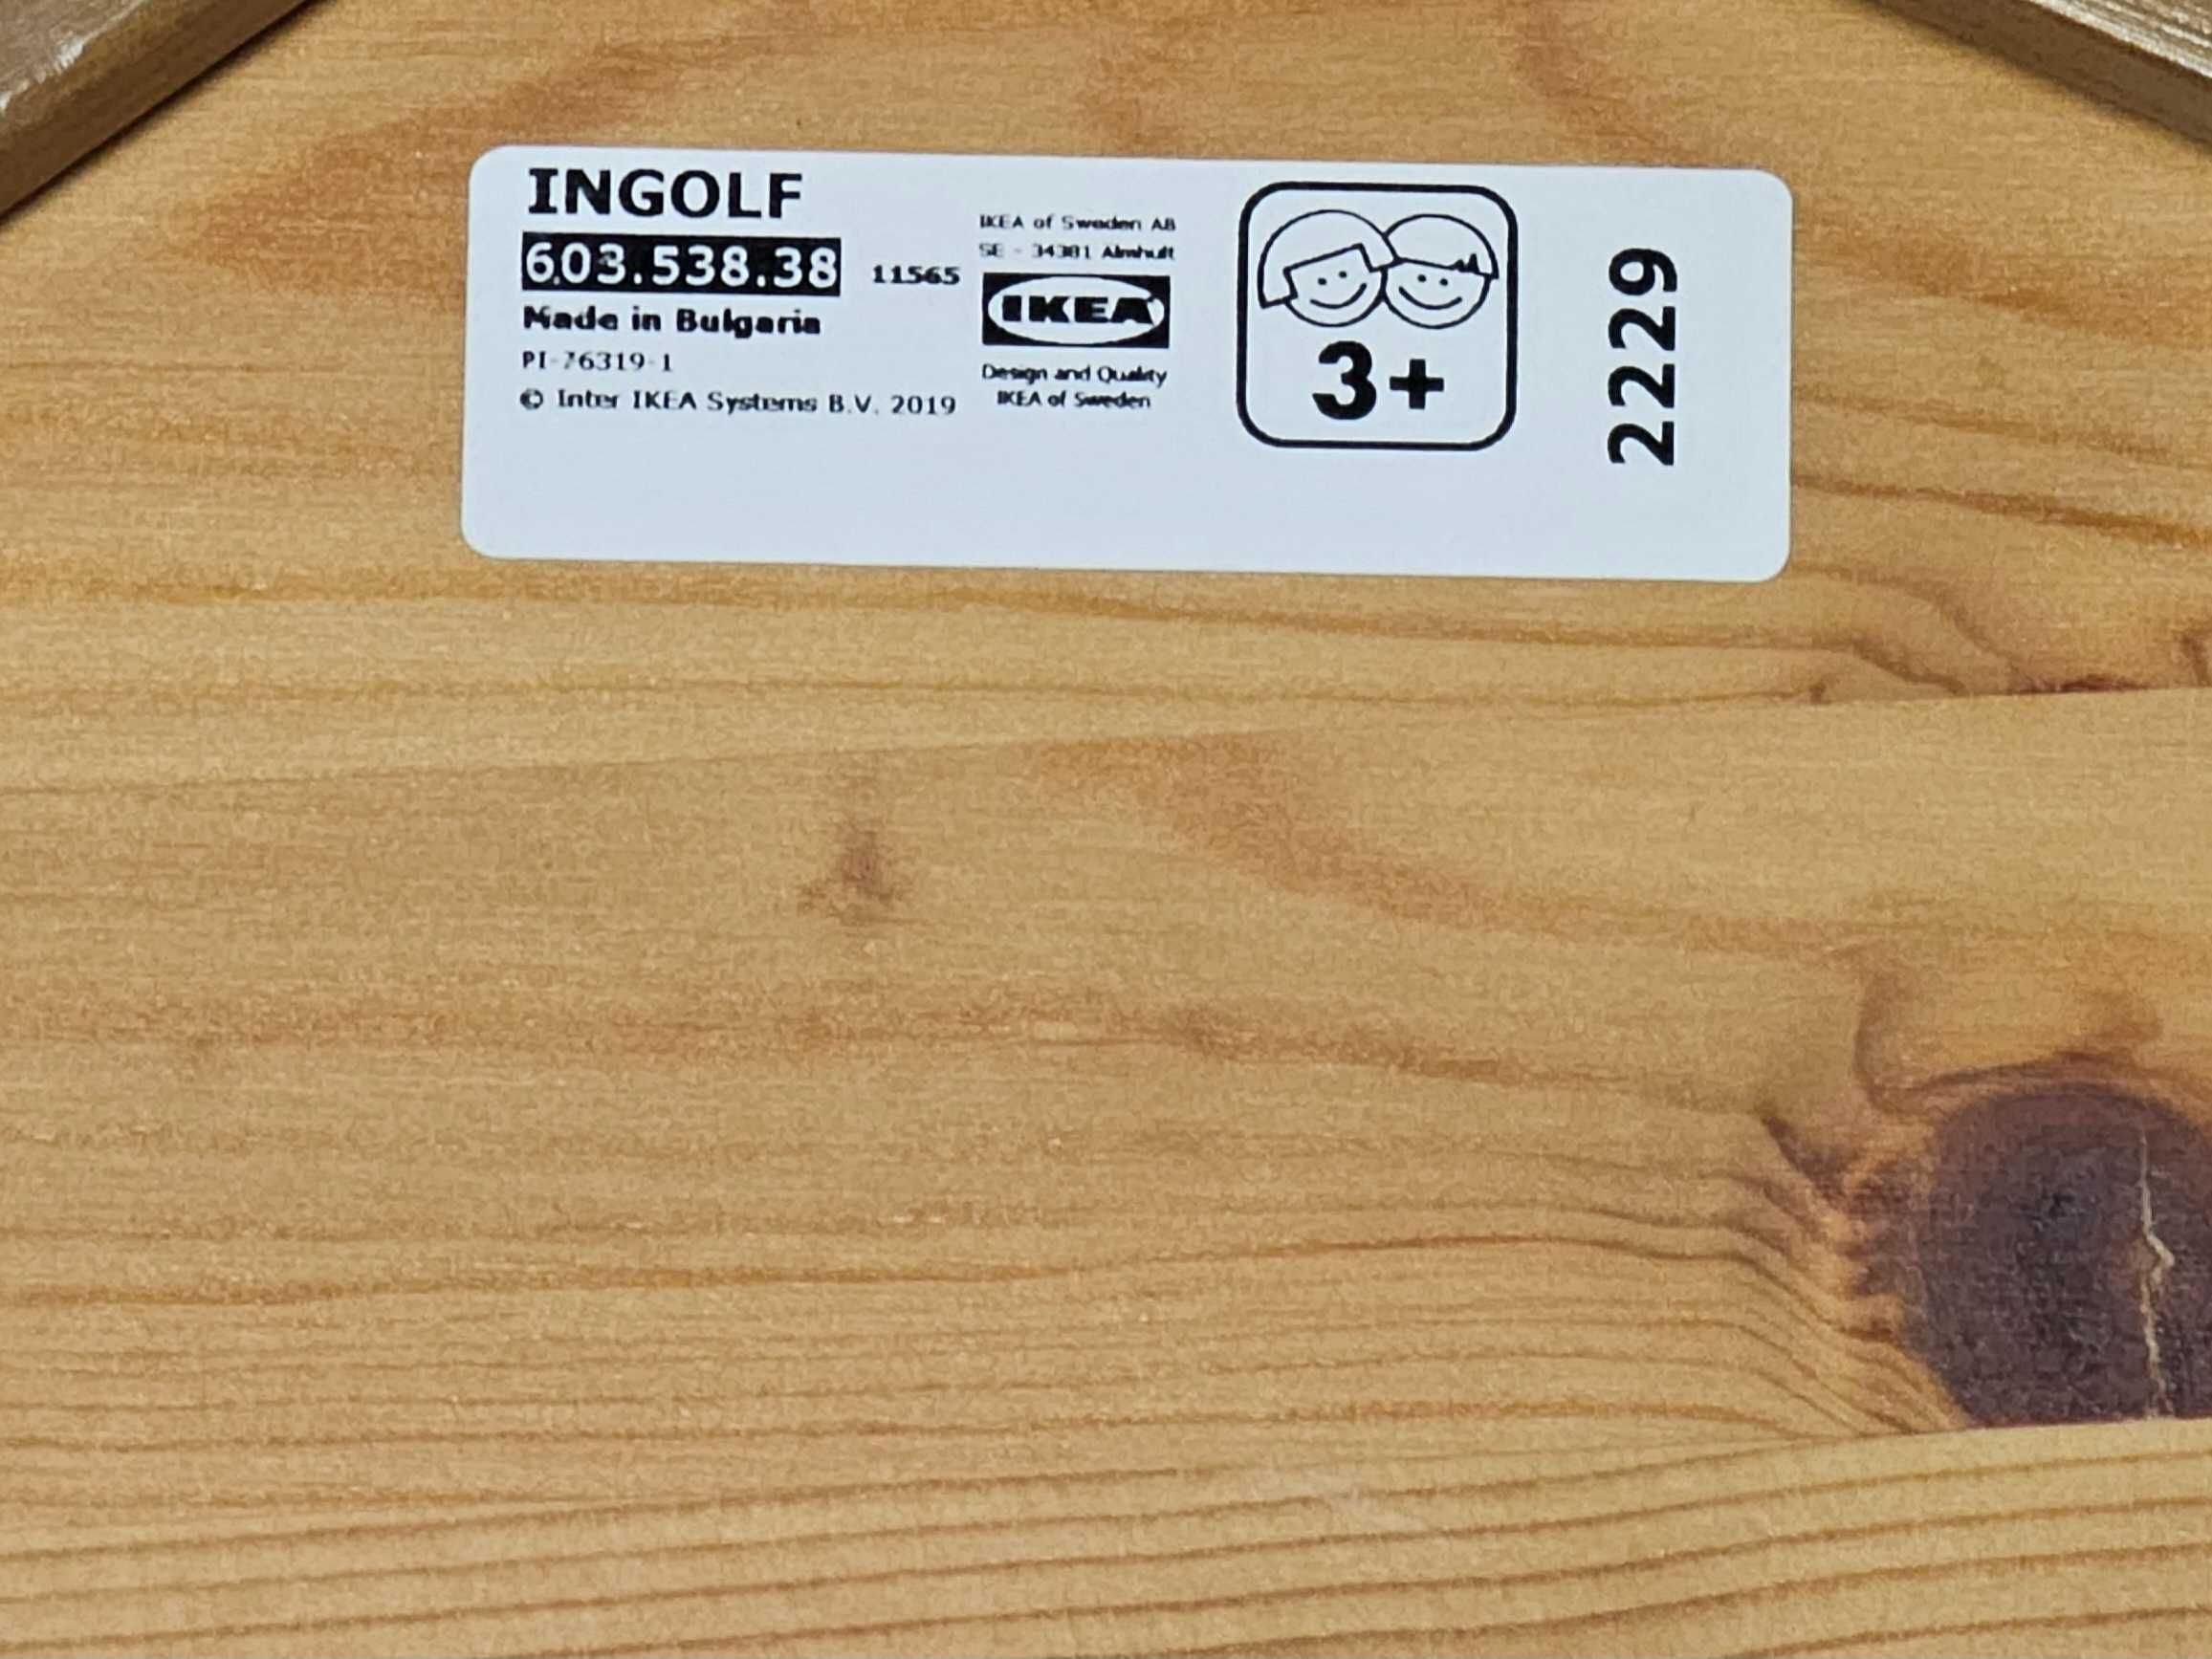 INGOLF
603.538.38 11565
Made in Bulgaria
PI-76319-1
© Inter IKEA Systems B.V. 2019
IKEA of Sweden AB
SE - 34381 Älmhult
IKEA
Design and Quality
IKEA of Sweden
3+
2229